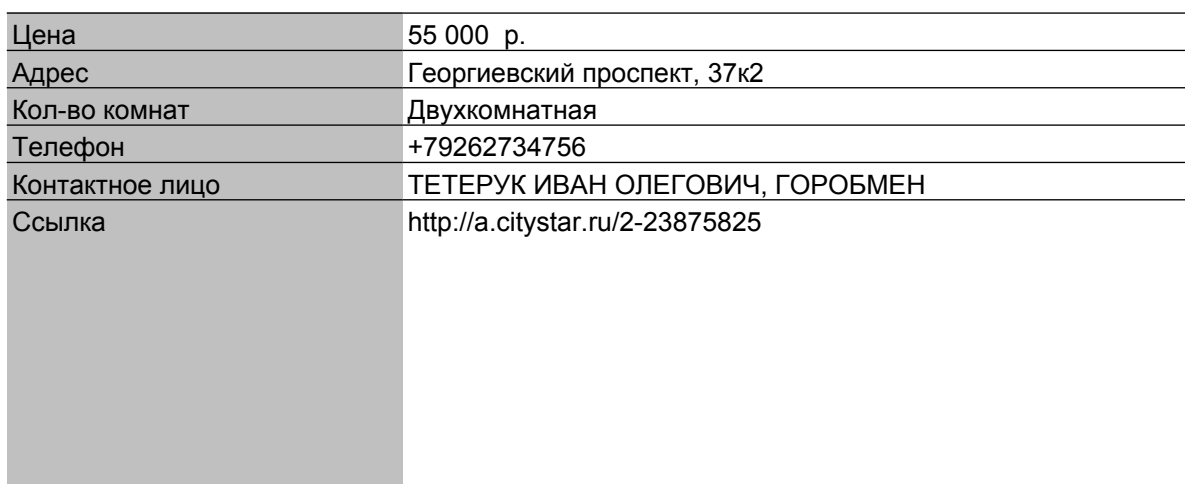 Цена 55 000 р.
Адрес Георгиевский проспект, 37к2
Кол-во комнат Двухкомнатная
Телефон +79262734756
Контактное лицо ТЕТЕРУК ИВАН ОЛЕГОВИЧ, ГОРОБМЕН
Ссылка http://a.citystar.ru/2-23875825